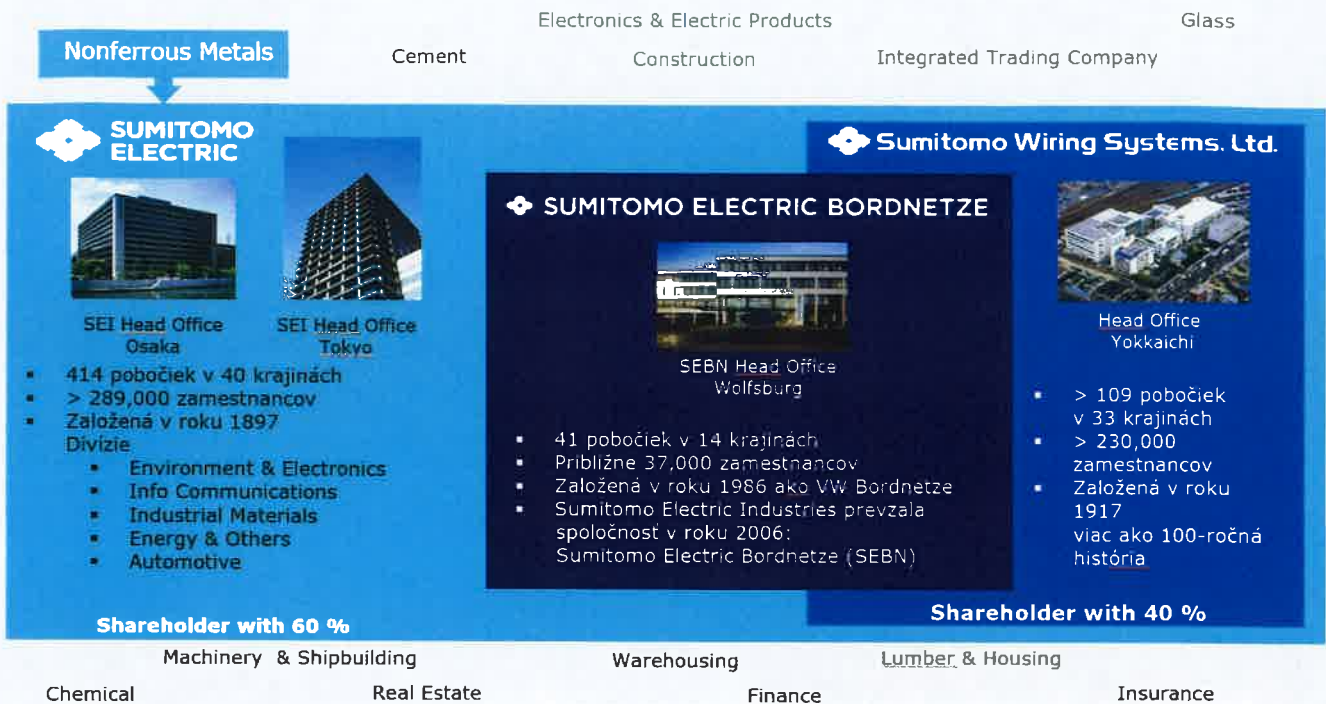 Electronics & Electric Products
Glass
Nonferrous Metals
Cement
Construction
Integrated Trading Company
SUMITOMO
ELECTRIC
SEI Head Office
Osaka
SEI Head Office
Tokyo
414 pobočiek v 40 krajinách
> 289,000 zamestnancov
Založená v roku 1897
Divízie
Environment & Electronics
Info Communications
Industrial Materials
Energy & Others
Automotive
Shareholder with 60 %
SUMITOMO ELECTRIC BORDNETZE
SEBN Head Office
Wolfsburg
41 pobočiek v 14 krajinách
Približne 37,000 zamestnancov
Založená v roku 1986 ako VW Bordnetze
Sumitomo Electric Industries prevzala
spoločnosť v roku 2006:
Sumitomo Electric Bordnetze (SEBN)
Sumitomo Wiring Systems, Ltd.
Head Office
Yokkaichi
> 109 pobočiek
v 33 krajinách
> 230,000
zamestnancov
Založená v roku
1917
viac ako 100-ročná
história
Shareholder with 40 %
Machinery & Shipbuilding
Warehousing
Lumber & Housing
Chemical
Real Estate
Finance
Insurance